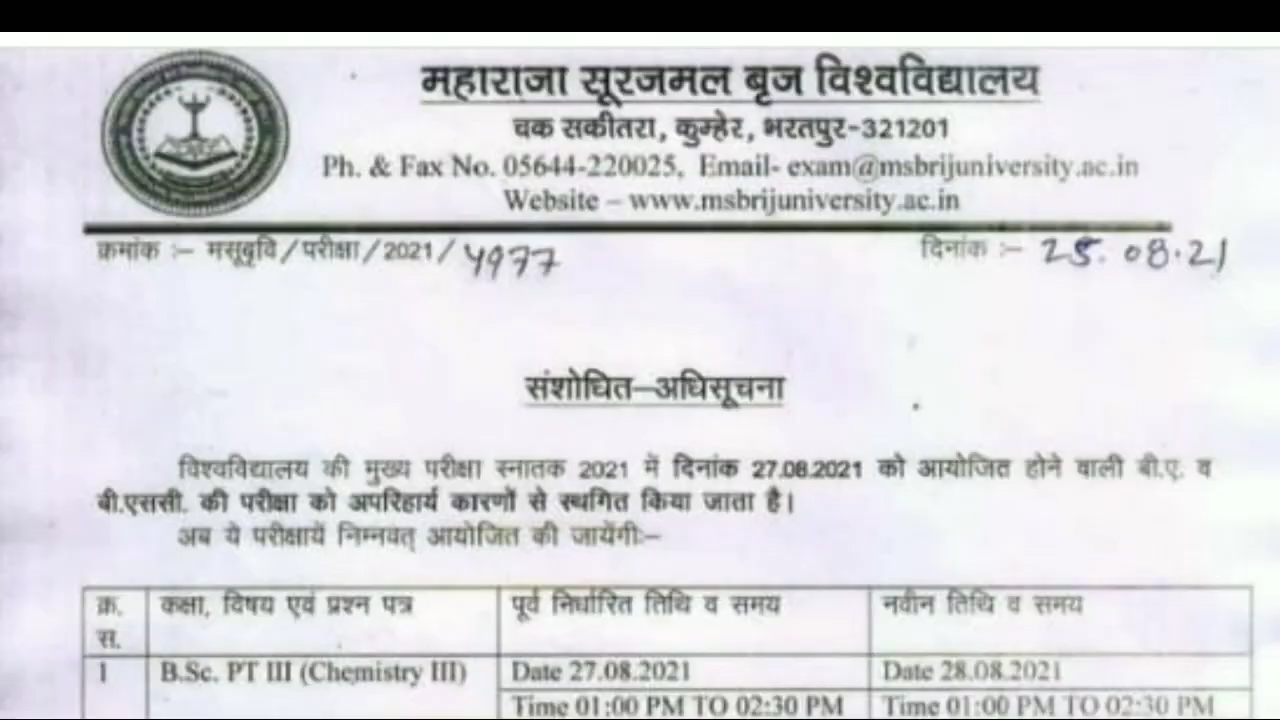 महाराजा सूरजमल बृज विश्वविद्यालय
चक सकीतरा, कुम्हेर, भरतपुर-321201
Ph. & Fax No. 05644-220025, Email- exam@msbrijuniversity.ac.in
Website – www.msbrijuniversity.ac.in
क्रमांक :– मसूबृवि/परीक्षा/2021/4977 दिनांक :– 25.08.21
संशोधित–अधिसूचना
विश्वविद्यालय की मुख्य परीक्षा स्नातक 2021 में दिनांक 27.08.2021 को आयोजित होने वाली बी.ए. व
बी.एससी. की परीक्षा को अपरिहार्य कारणों से स्थगित किया जाता है।
अब ये परीक्षायें निम्नवत् आयोजित की जायेंगी:–
क्र. कक्षा, विषय एवं प्रश्न पत्र पूर्व निर्धारित तिथि व समय नवीन तिथि व समय
स.
1 B.Sc. PT III (Chemistry III) Date 27.08.2021 Date 28.08.2021
Time 01:00 PM TO 02:30 PM Time 01:00 PM TO 02:30 PM